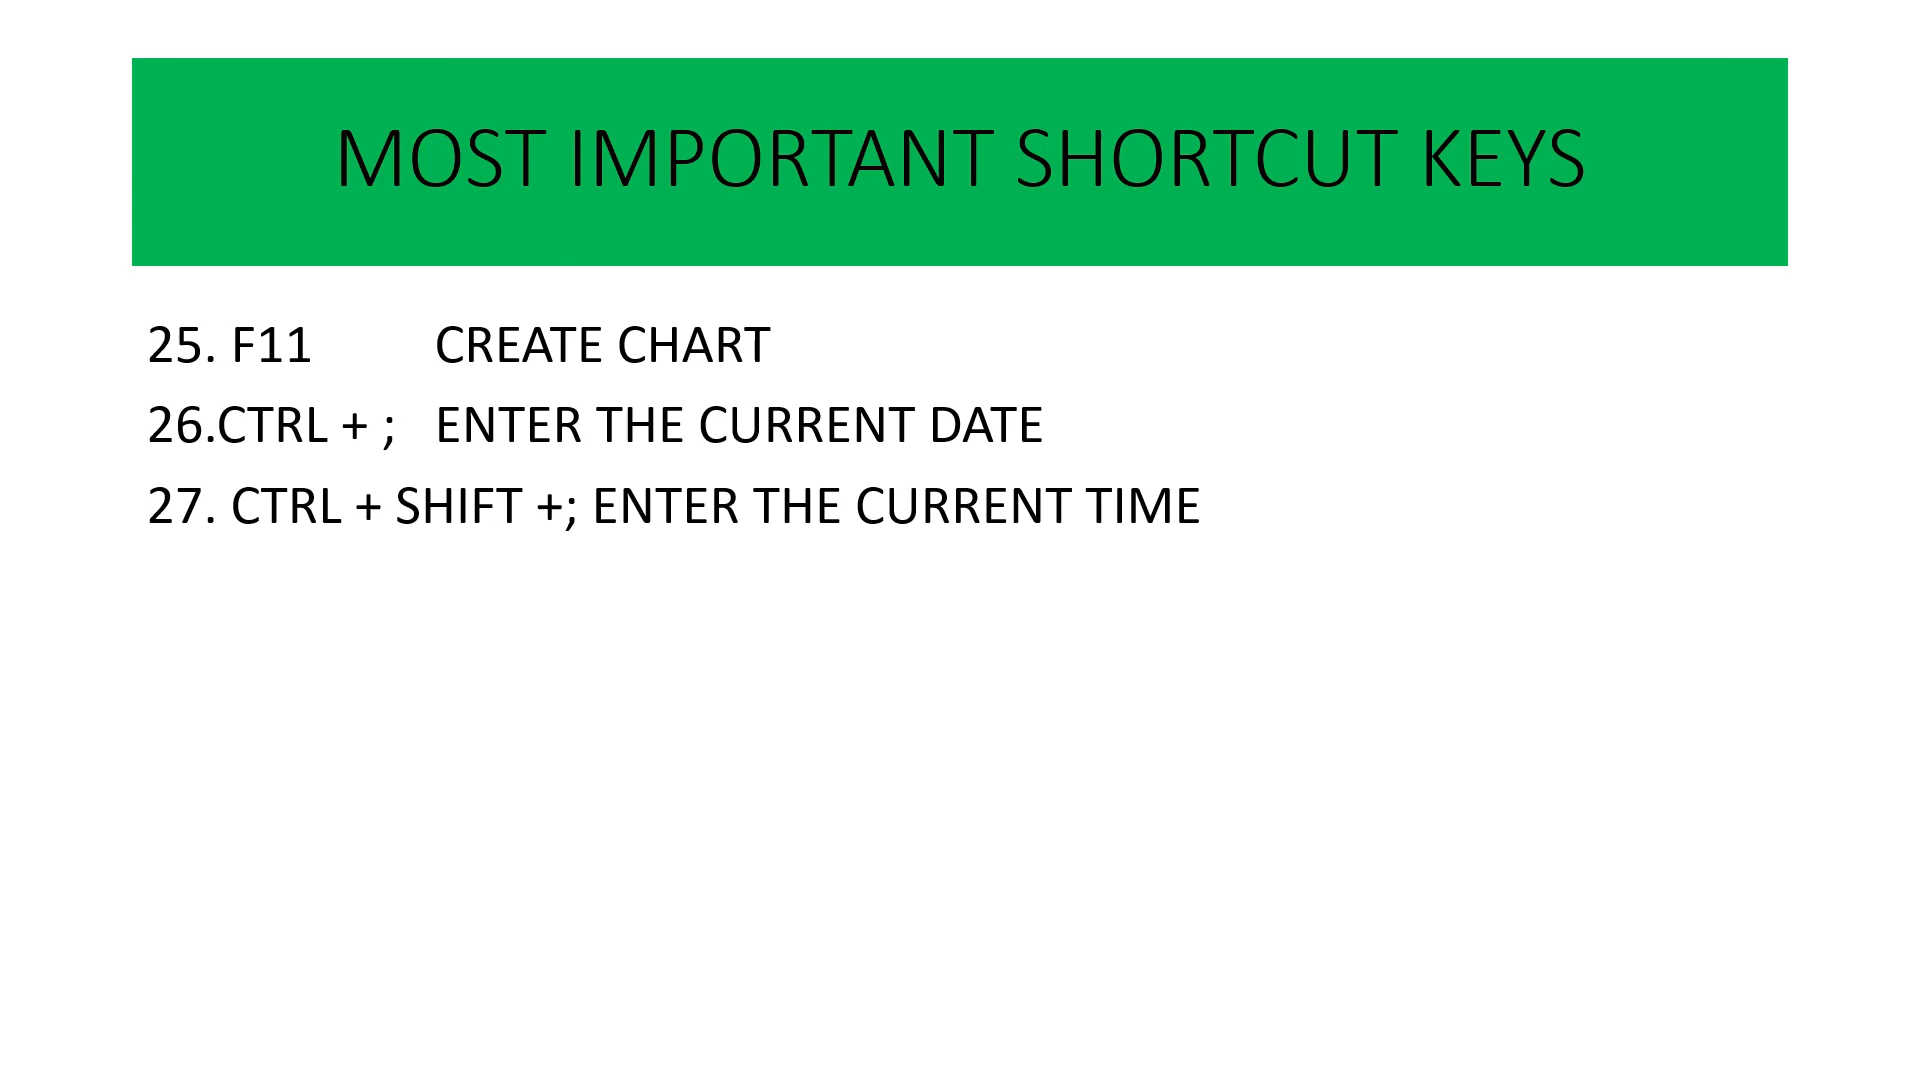 MOST IMPORTANT SHORTCUT KEYS
25. F11 CREATE CHART
26.CTRL + ; ENTER THE CURRENT DATE
27. CTRL + SHIFT +; ENTER THE CURRENT TIME